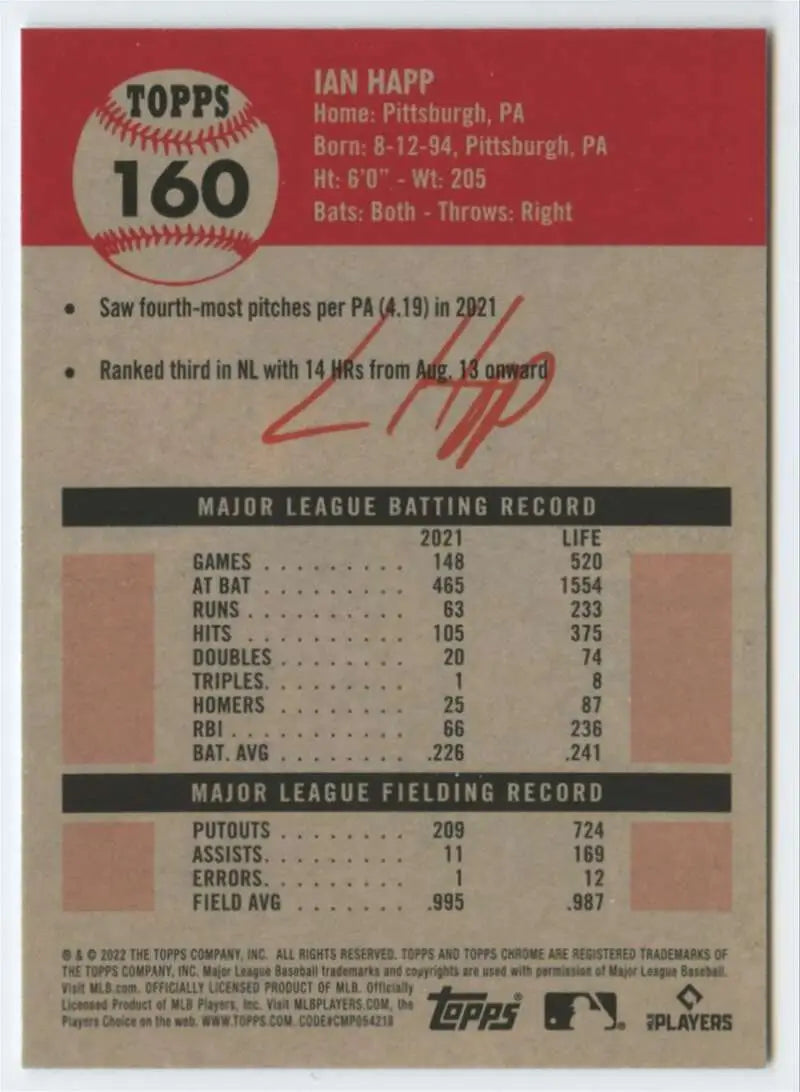 TOPPS
160
IAN HAPP
Home: Pittsburgh, PA
Born: 8-12-94, Pittsburgh, PA
Ht: 6'0" - Wt: 205
Bats: Both - Throws: Right
• Saw fourth-most pitches per PA (4.19) in 2021
• Ranked third in NL with 14 HRs from Aug. 13 onward
I Happ
MAJOR LEAGUE BATTING RECORD
2021 LIFE
GAMES . . . . . . . . . 148 520
AT BAT . . . . . . . . . 465 1554
RUNS . . . . . . . . . . 63 233
HITS . . . . . . . . . . 105 375
DOUBLES . . . . . . . . 20 74
TRIPLES. . . . . . . . . 1 8
HOMERS . . . . . . . . 25 87
RBI . . . . . . . . . . . 66 236
BAT. AVG . . . . . . . . .226 .241
MAJOR LEAGUE FIELDING RECORD
PUTOUTS . . . . . . . . 209 724
ASSISTS. . . . . . . . . 11 169
ERRORS. . . . . . . . . 1 12
FIELD AVG . . . . . . . .995 .987
® & © 2022 THE TOPPS COMPANY, INC. ALL RIGHTS RESERVED. TOPPS AND TOPPS CHROME ARE REGISTERED TRADEMARKS OF
THE TOPPS COMPANY, INC. Major League Baseball trademarks and copyrights are used with permission of Major League Baseball.
Visit MLB.com. OFFICIALLY LICENSED PRODUCT OF MLB. Officially
Licensed Product of MLB Players, Inc. Visit MLBPLAYERS.COM, the
Players Choice on the web. WWW.TOPPS.COM. CODE#CMP054218
Topps®
MLB PLAYERS